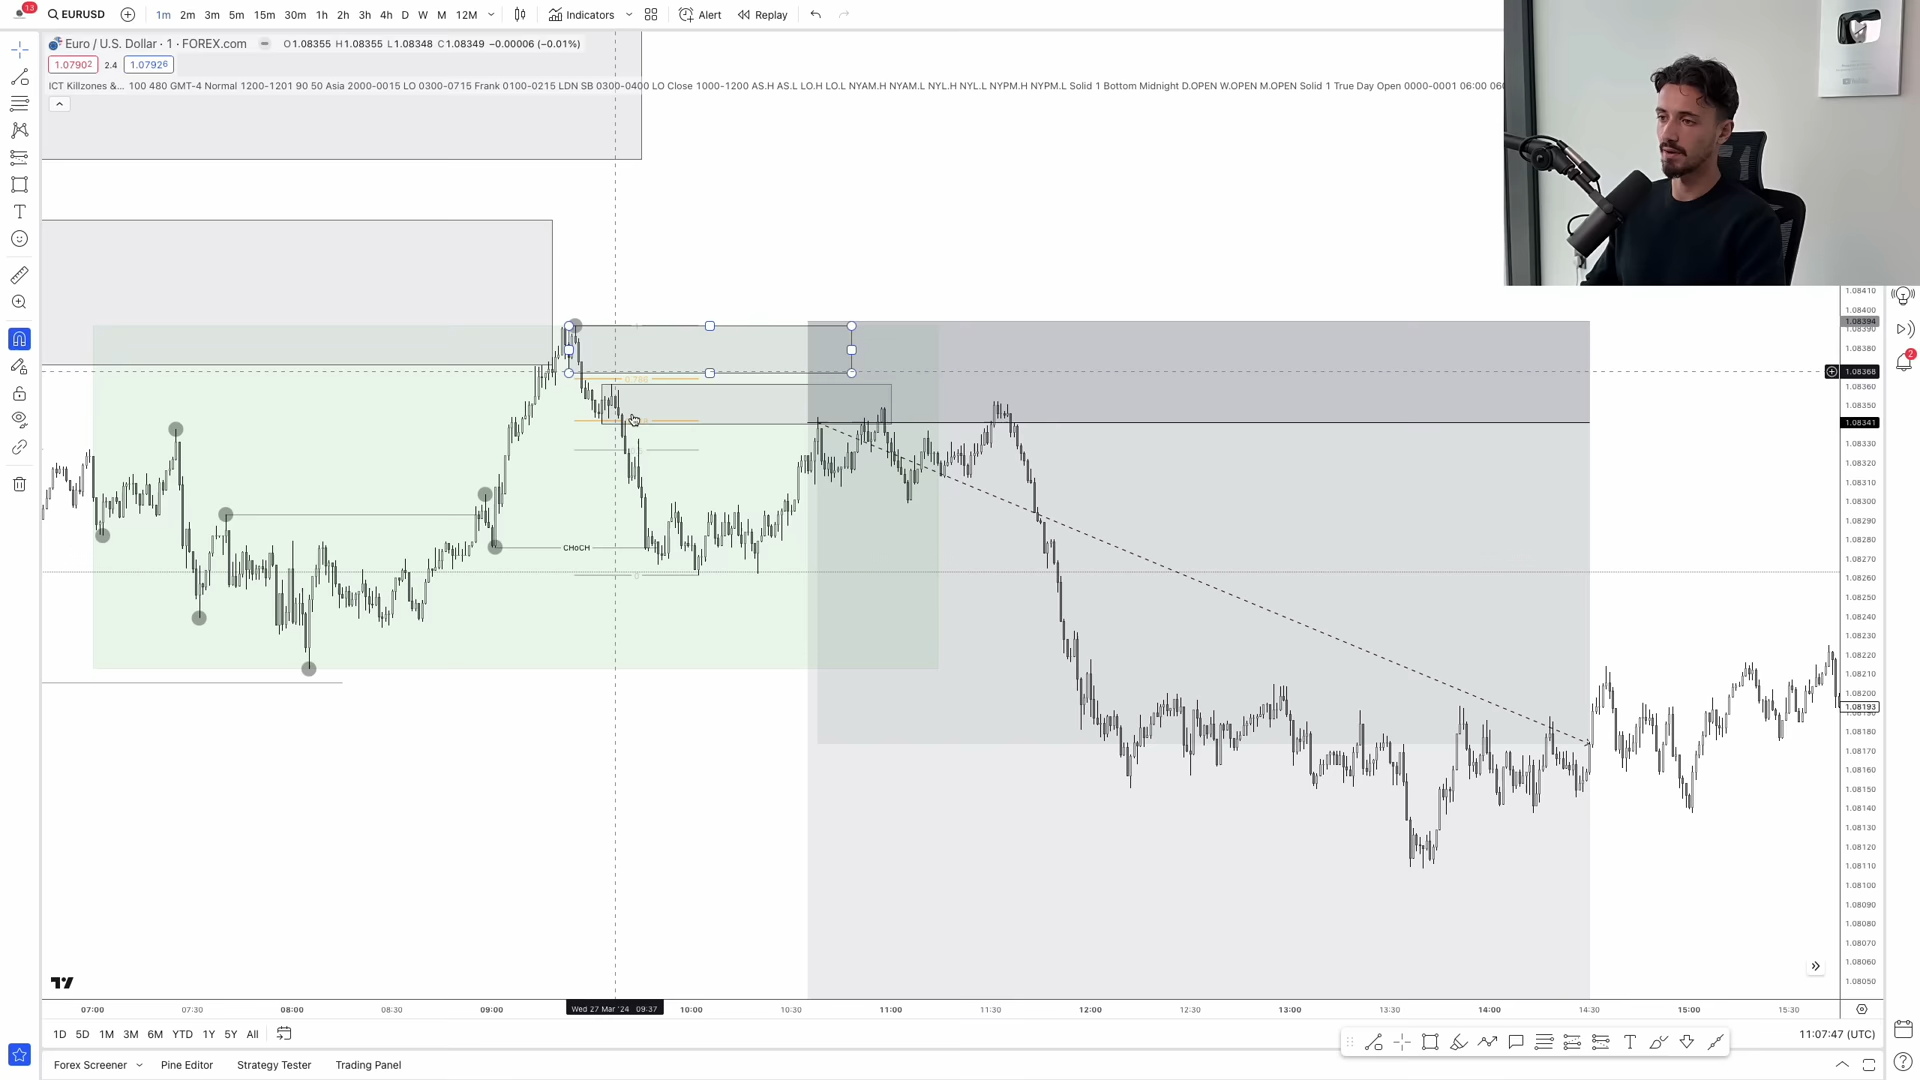 13
EURUSD
1m 2m 3m 5m 15m 30m 1h 2h 3h 4h D W M 12M
Indicators
Alert
Replay
Euro / U.S. Dollar · 1 · FOREX.com
O1.08355 H1.08355 L1.08348 C1.08349 −0.00006 (−0.01%)
1.07902 2.4 1.07926
ICT Killzones &... 100 480 GMT-4 Normal 1200-1201 90 50 Asia 2000-0015 LO 0300-0715 Frank 0100-0215 LDN SB 0300-0400 LO Close 1000-1200 AS.H AS.L LO.H LO.L NYAM.H NYAM.L NYL.H NYL.L NYPM.H NYPM.L Solid 1 Bottom Midnight D.OPEN W.OPEN M.OPEN Solid 1 True Day Open 0000-0001 06:00
1.08410
1.08400
1.08394
1.08390
1.08380
1.08368
1.08360
1.08350
1.08341
1.08330
1.08320
1.08310
1.08300
1.08290
1.08280
1.08270
1.08260
1.08250
1.08240
1.08230
1.08220
1.08210
1.08200
1.08193
1.08180
1.08170
1.08160
1.08150
1.08140
1.08130
1.08120
1.08110
1.08100
1.08090
1.08080
1.08070
1.08060
1.08050
2
0.788
CHoCH
0
07:00 07:30 08:00 08:30 09:00 Wed 27 Mar '24 09:37 10:00 10:30 11:00 11:30 12:00 12:30 13:00 13:30 14:00 14:30 15:00 15:30
1D 5D 1M 3M 6M YTD 1Y 5Y All
11:07:47 (UTC)
Forex Screener
Pine Editor
Strategy Tester
Trading Panel